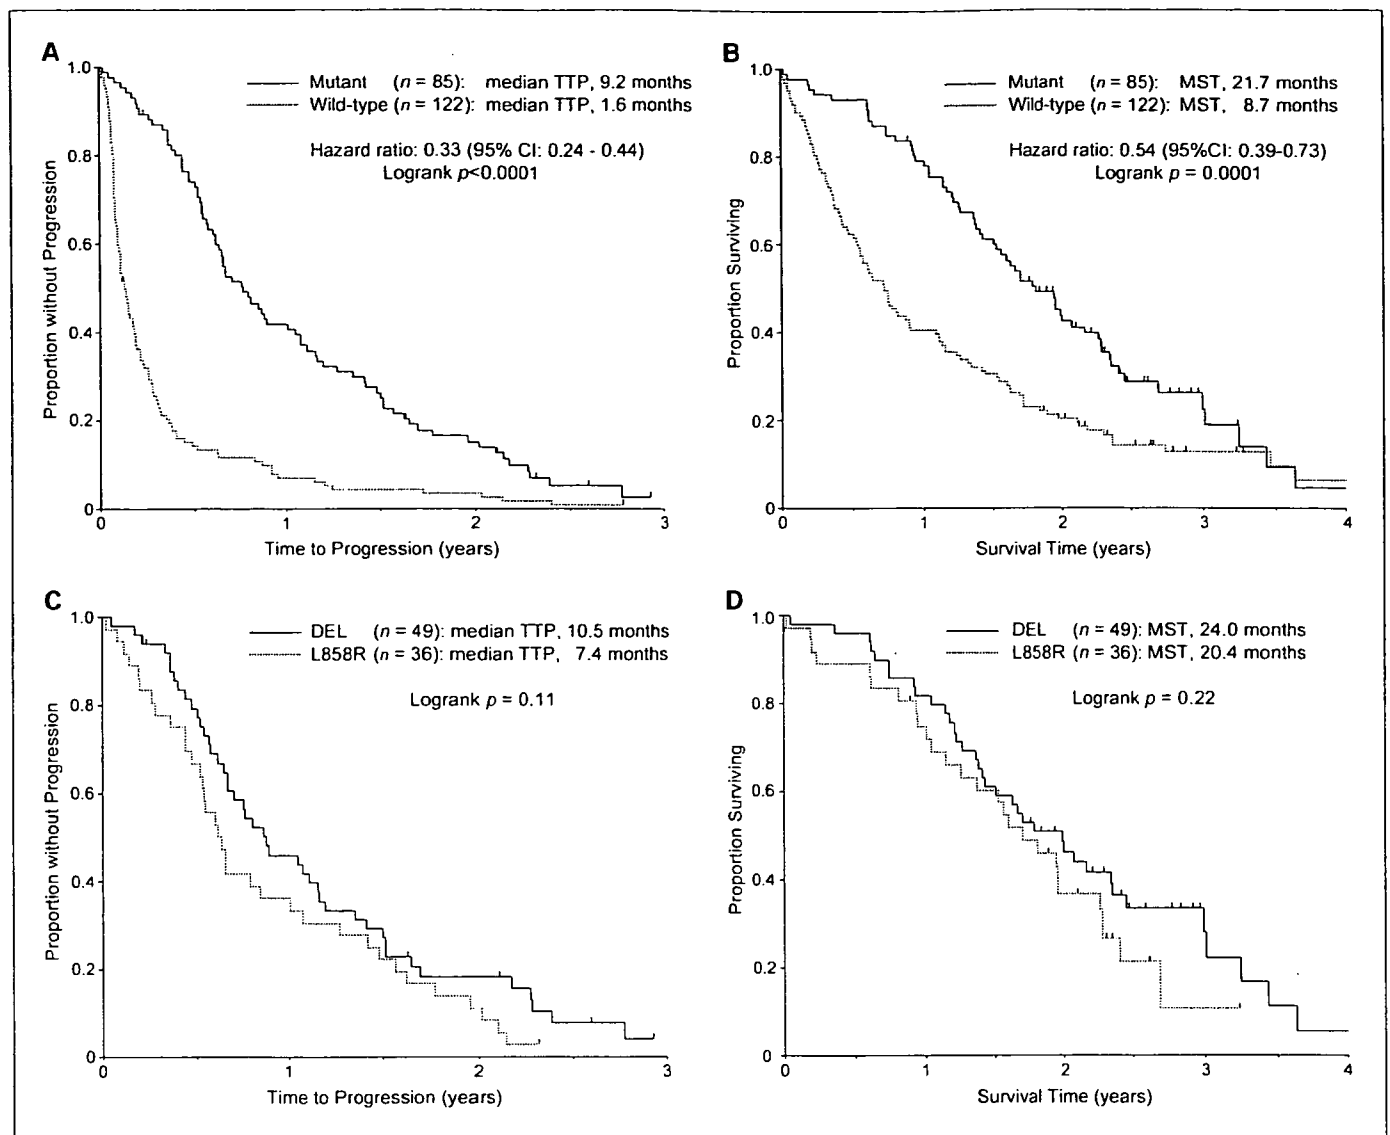 A
Mutant (n = 85): median TTP, 9.2 months
Wild-type (n = 122): median TTP, 1.6 months
Hazard ratio: 0.33 (95% CI: 0.24 - 0.44)
Logrank p<0.0001
1.0
0.8
0.6
0.4
0.2
0
Proportion without Progression
0 1 2 3
Time to Progression (years)
B
Mutant (n = 85): MST, 21.7 months
Wild-type (n = 122): MST, 8.7 months
Hazard ratio: 0.54 (95%CI: 0.39-0.73)
Logrank p = 0.0001
1.0
0.8
0.6
0.4
0.2
0
Proportion Surviving
0 1 2 3 4
Survival Time (years)
C
DEL (n = 49): median TTP, 10.5 months
L858R (n = 36): median TTP, 7.4 months
Logrank p = 0.11
1.0
0.8
0.6
0.4
0.2
0
Proportion without Progression
0 1 2 3
Time to Progression (years)
D
DEL (n = 49): MST, 24.0 months
L858R (n = 36): MST, 20.4 months
Logrank p = 0.22
1.0
0.8
0.6
0.4
0.2
0
Proportion Surviving
0 1 2 3 4
Survival Time (years)